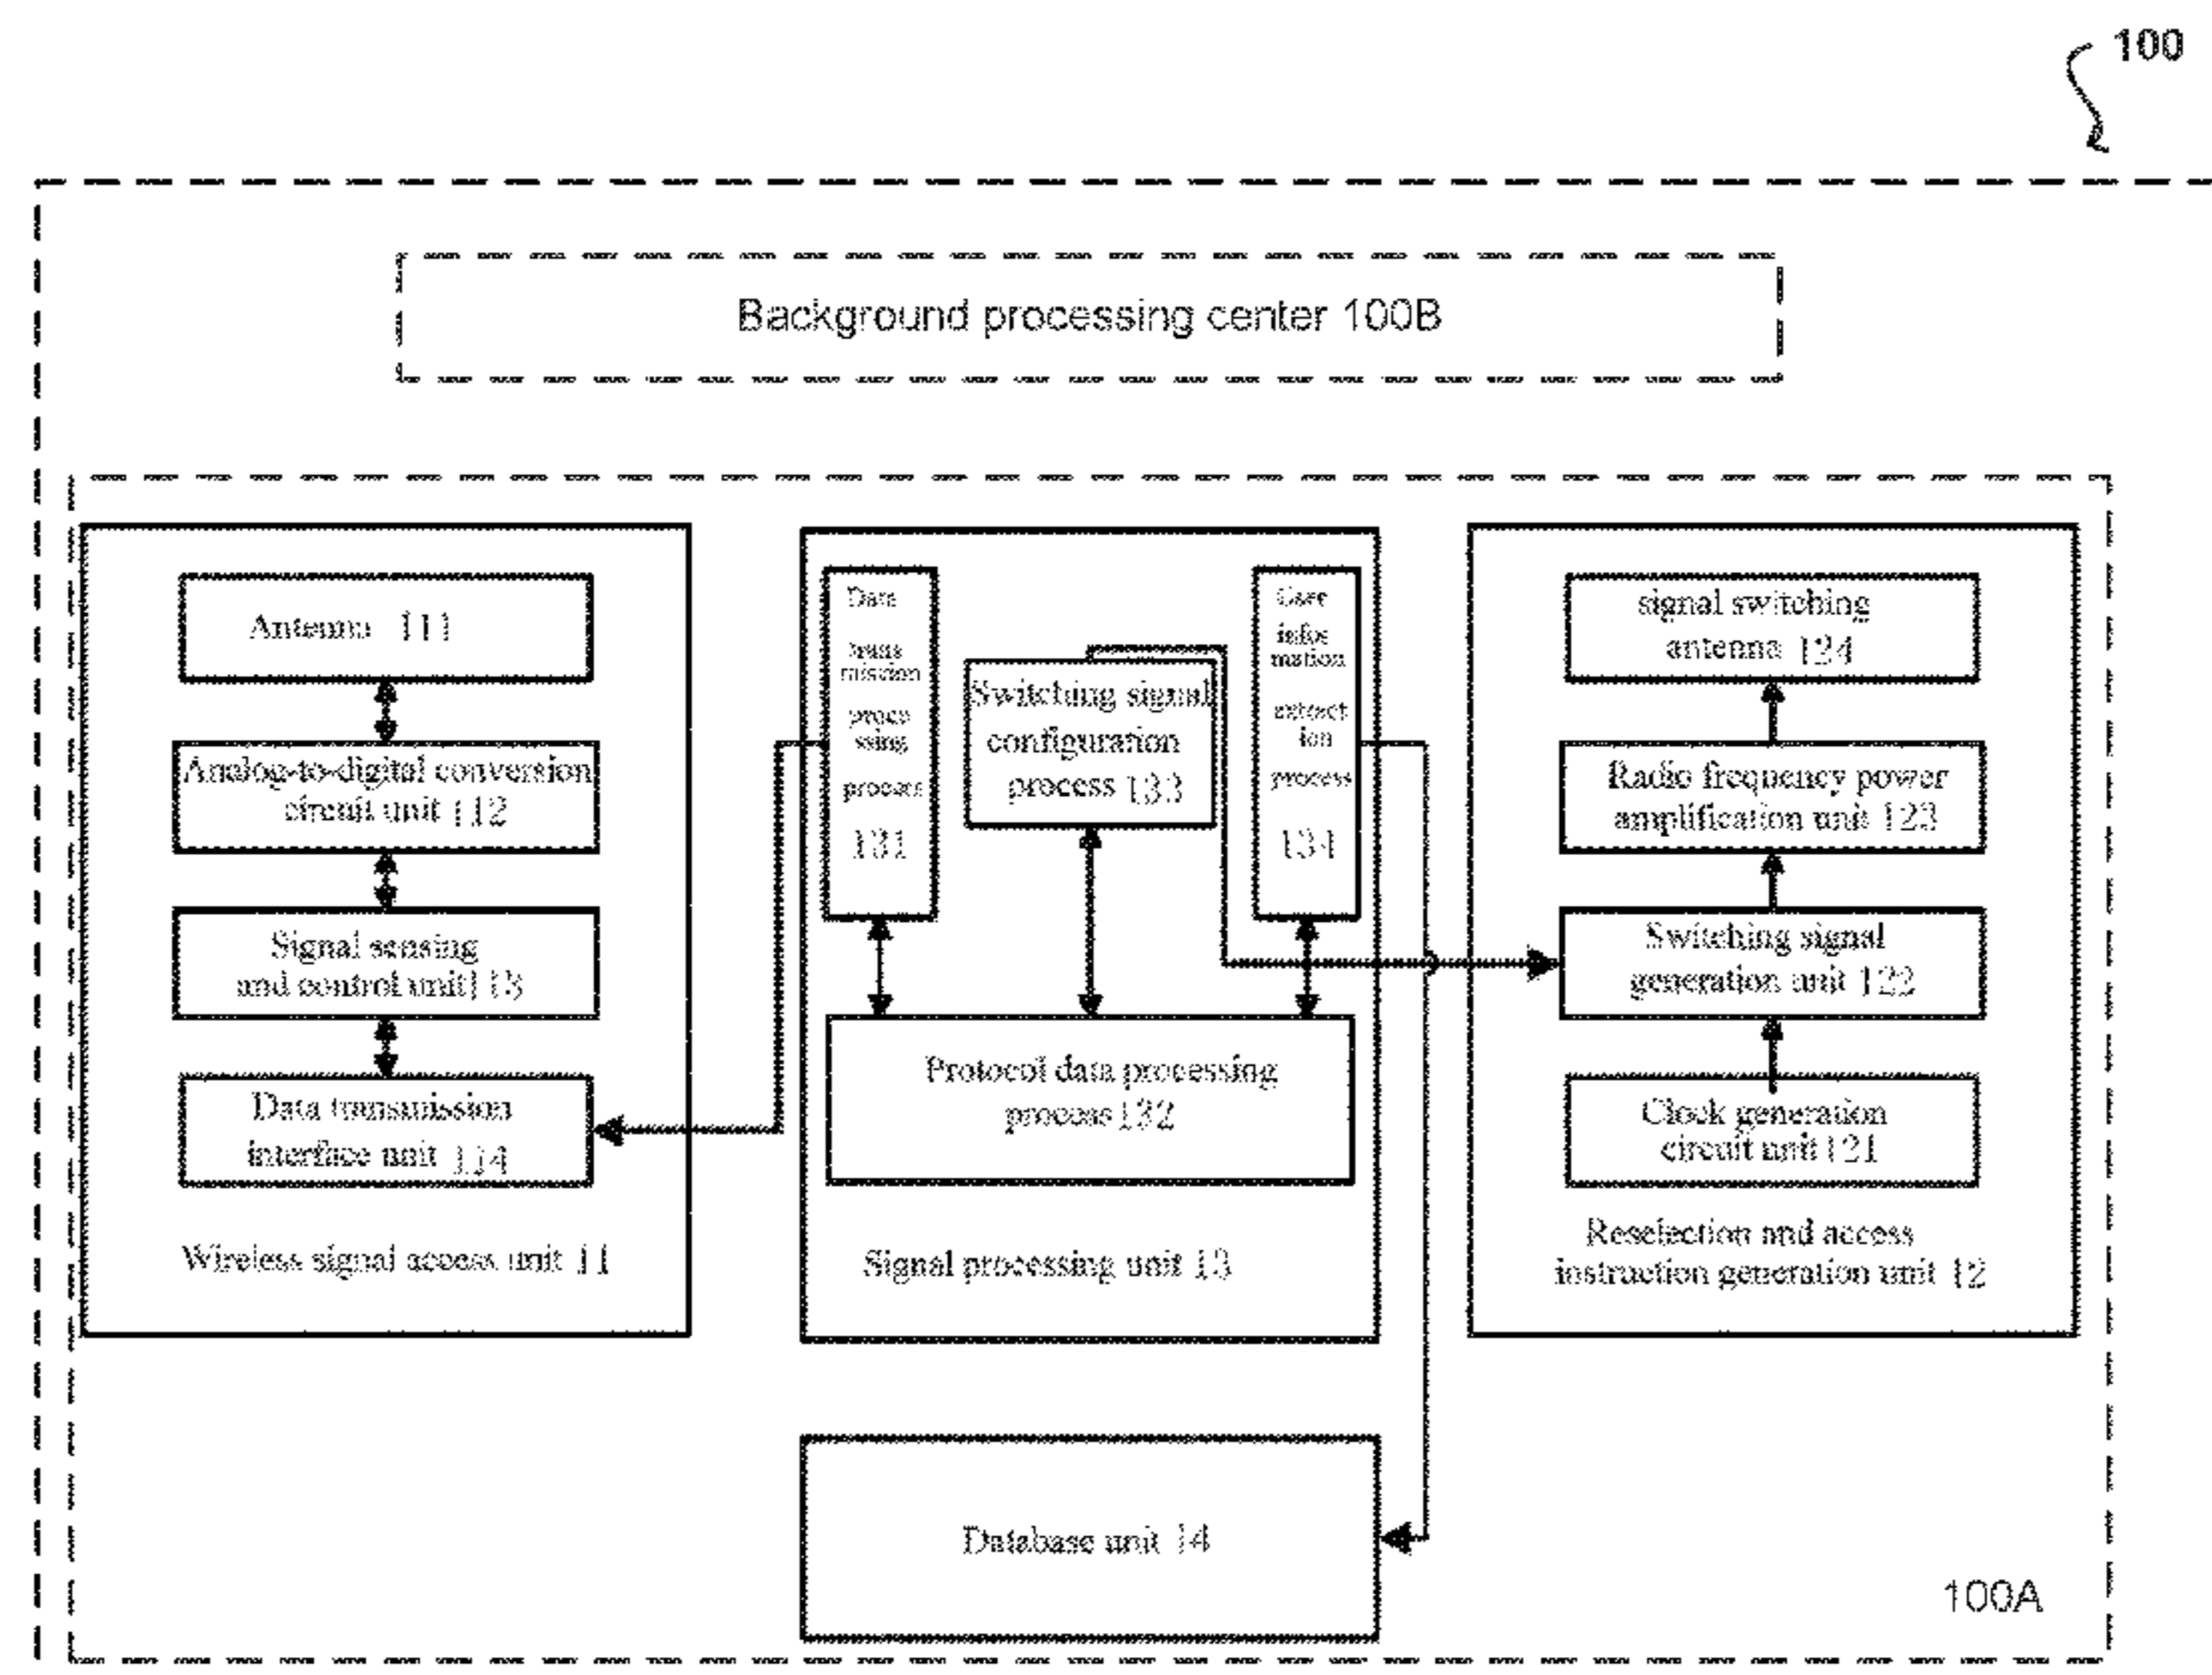 100
Background processing center 100B
Antenna 111
Analog-to-digital conversion
circuit unit 112
Signal sensing
and control unit 113
Data transmission
interface unit 114
Wireless signal access unit 11
Data
trans
mission
proce
ssing
process
131
Switching signal
configuration
process 133
User
infor
mation
extract
ion
process
134
Protocol data processing
process 132
Signal processing unit 13
signal switching
antenna 124
Radio frequency power
amplification unit 123
Switching signal
generation unit 122
Clock generation
circuit unit 121
Reselection and access
instruction generation unit 12
Database unit 14
100A